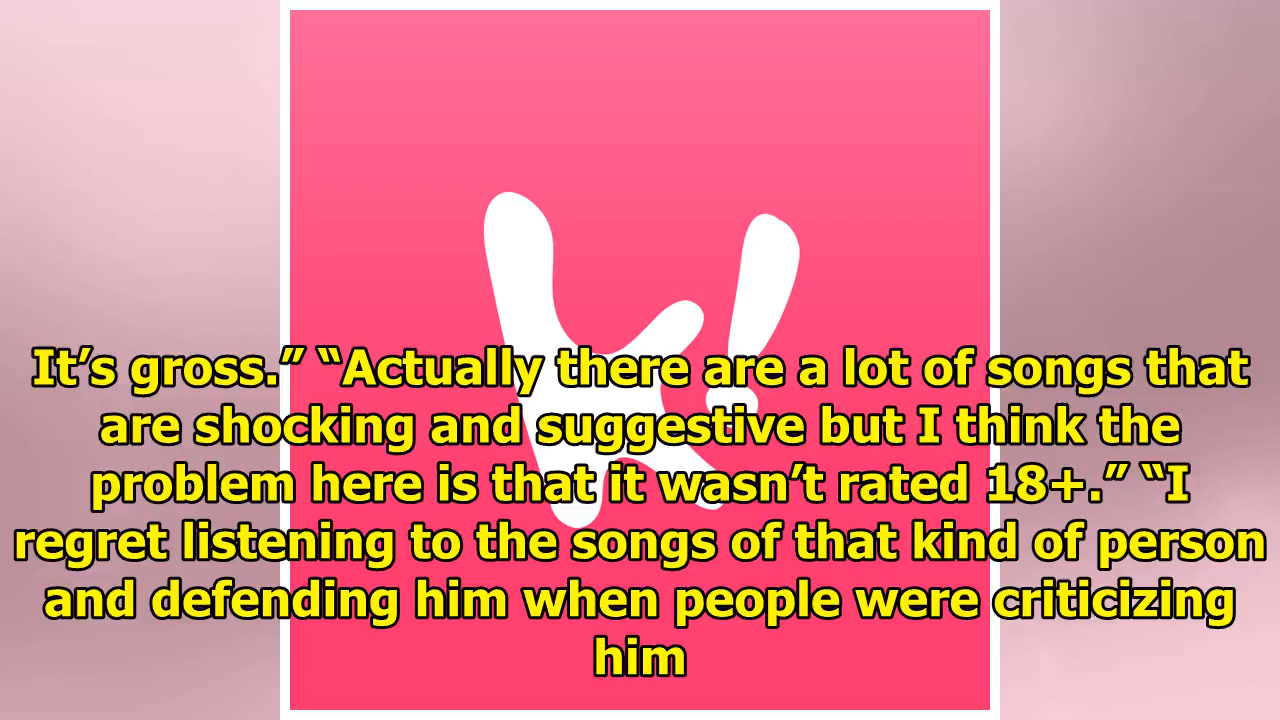 It’s gross.” “Actually there are a lot of songs that
are shocking and suggestive but I think the
problem here is that it wasn’t rated 18+.” “I
regret listening to the songs of that kind of person
and defending him when people were criticizing
him
k!